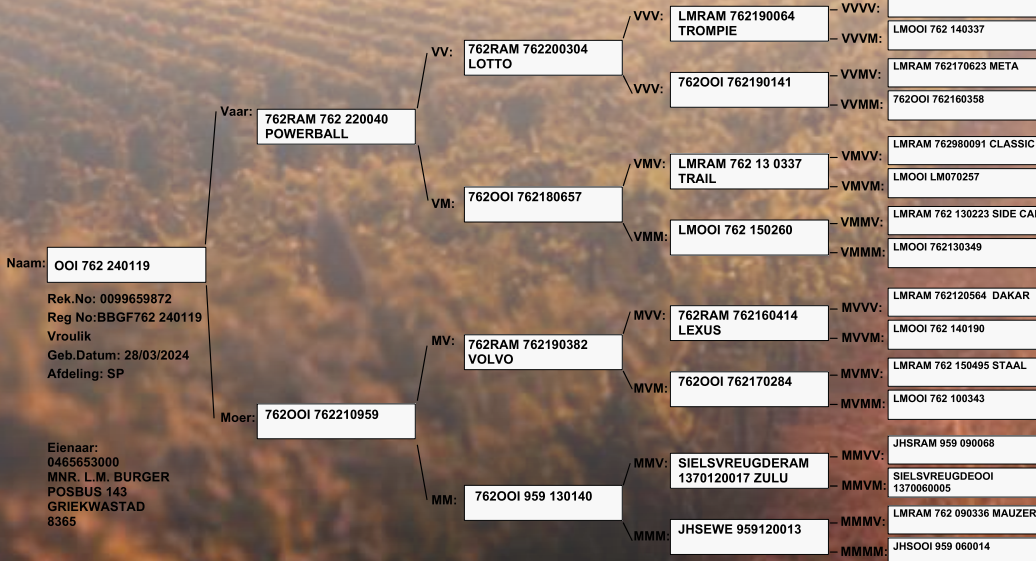 Naam:
OOI 762 240119
Rek.No: 0099659872
Reg No:BBGF762 240119
Vroulik
Geb.Datum: 28/03/2024
Afdeling: SP
Eienaar:
0465653000
MNR. L.M. BURGER
POSBUS 143
GRIEKWASTAD
8365
Vaar:
762RAM 762 220040
POWERBALL
Moer:
762OOI 762210959
VV:
762RAM 762200304
LOTTO
VM:
762OOI 762180657
MV:
762RAM 762190382
VOLVO
MM:
762OOI 959 130140
VVV:
LMRAM 762190064
TROMPIE
VVV:
762OOI 762190141
VMV:
LMRAM 762 13 0337
TRAIL
VMM:
LMOOI 762 150260
MVV:
762RAM 762160414
LEXUS
MVM:
762OOI 762170284
MMV:
SIELSVREUGDERAM
1370120017 ZULU
MMM:
JHSEWE 959120013
VVVV:
VVVM:
LMOOI 762 140337
VVMV:
LMRAM 762170623 META
VVMM:
762OOI 762160358
VMVV:
LMRAM 762980091 CLASSIC
VMVM:
LMOOI LM070257
VMMV:
LMRAM 762 130223 SIDE
VMMM:
LMOOI 762130349
MVVV:
LMRAM 762120564 DAKAR
MVVM:
LMOOI 762 140190
MVMV:
LMRAM 762 150495 STAAL
MVMM:
LMOOI 762 100343
MMVV:
JHSRAM 959 090068
MMVM:
SIELSVREUGDEOOI
1370060005
MMMV:
LMRAM 762 090336 MAUZER
MMMM:
JHSOOI 959 060014